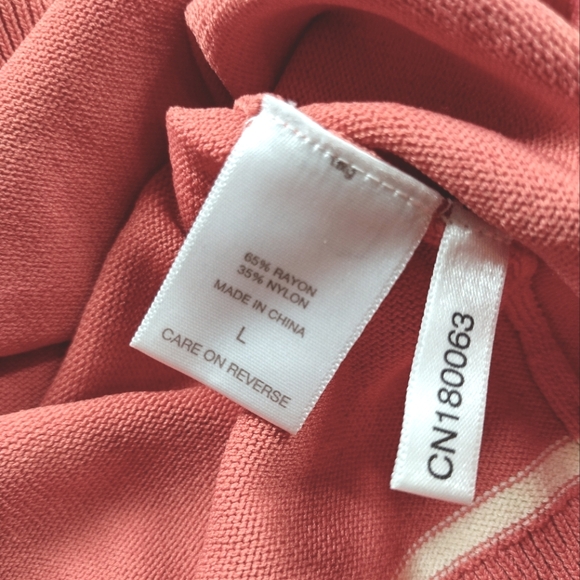 65% RAYON
35% NYLON
MADE IN CHINA
L
CARE ON REVERSE
CN180063